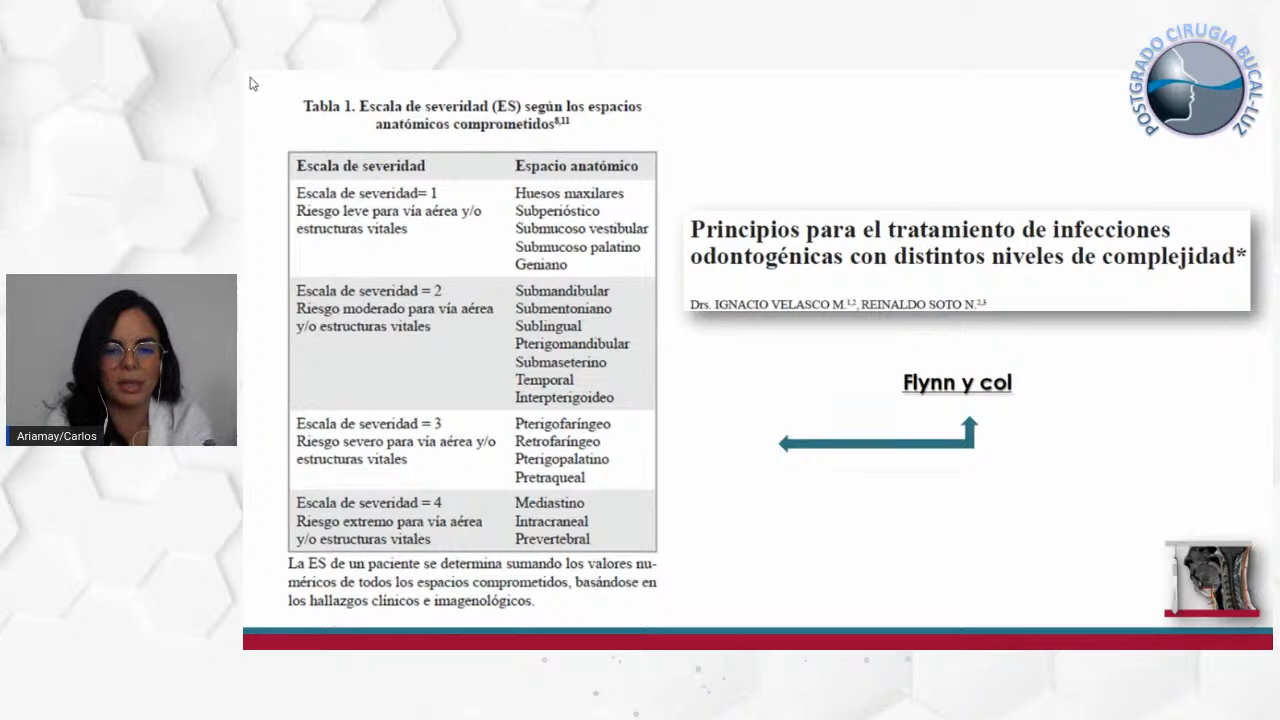 POSTGRADO CIRUGIA BUCAL-LUZ
Tabla 1. Escala de severidad (ES) según los espacios
anatómicos comprometidos8,11
Escala de severidad Espacio anatómico
Escala de severidad= 1 Huesos maxilares
Riesgo leve para vía aérea y/o Subperióstico
estructuras vitales Submucoso vestibular
Submucoso palatino
Geniano
Escala de severidad = 2 Submandibular
Riesgo moderado para vía aérea Submentoniano
y/o estructuras vitales Sublingual
Pterigomandibular
Submaseterino
Temporal
Interpterigoideo
Escala de severidad = 3 Pterigofaríngeo
Riesgo severo para vía aérea y/o Retrofaríngeo
estructuras vitales Pterigopalatino
Pretraqueal
Escala de severidad = 4 Mediastino
Riesgo extremo para vía aérea Intracraneal
y/o estructuras vitales Prevertebral
La ES de un paciente se determina sumando los valores nu-
méricos de todos los espacios comprometidos, basándose en
los hallazgos clínicos e imagenológicos.
Principios para el tratamiento de infecciones
odontogénicas con distintos niveles de complejidad*
Drs. IGNACIO VELASCO M.1,2, REINALDO SOTO N.2,3
Flynn y col
Ariamay/Carlos